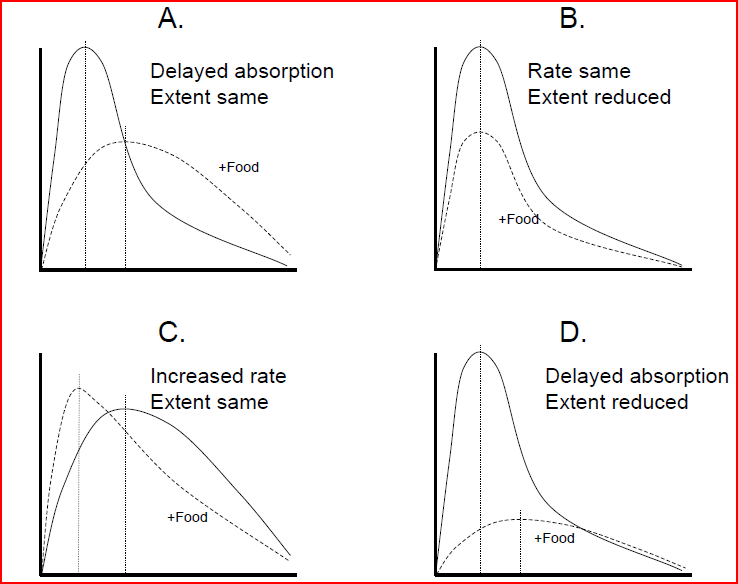 A.
Delayed absorption
Extent same
+Food
B.
Rate same
Extent reduced
+Food
C.
Increased rate
Extent same
+Food
D.
Delayed absorption
Extent reduced
+Food